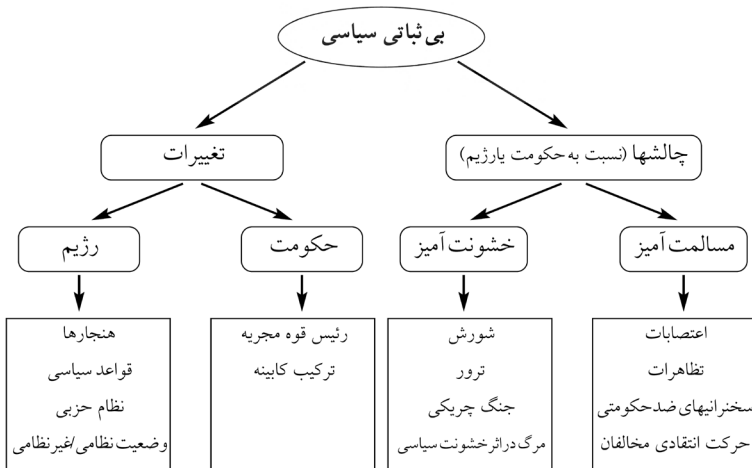 بی‌ثباتی سیاسی
چالشها (نسبت به حکومت یا رژیم)
تغییرات
مسالمت آمیز
خشونت آمیز
حکومت
رژیم
اعتصابات
تظاهرات
سخنرانیهای ضدحکومتی
حرکت انتقادی مخالفان
شورش
ترور
جنگ چریکی
مرگ در اثر خشونت سیاسی
رئیس قوه مجریه
ترکیب کابینه
هنجارها
قواعد سیاسی
نظام حزبی
وضعیت نظامی/غیرنظامی